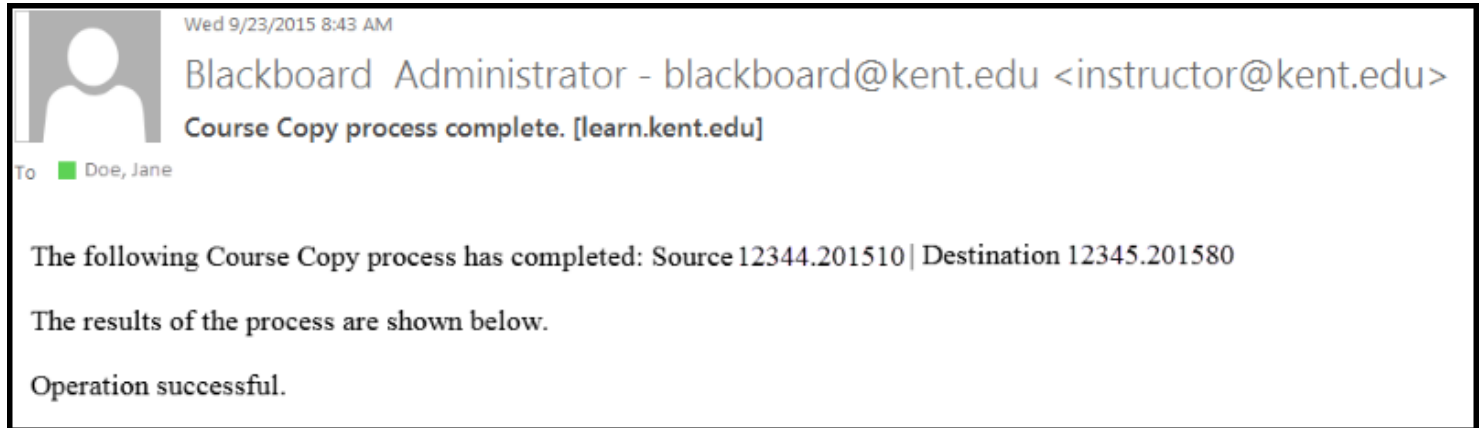 Wed 9/23/2015 8:43 AM
Blackboard Administrator - blackboard@kent.edu <instructor@kent.edu>
Course Copy process complete. [learn.kent.edu]
To Doe, Jane
The following Course Copy process has completed: Source 12344.201510 | Destination 12345.201580
The results of the process are shown below.
Operation successful.